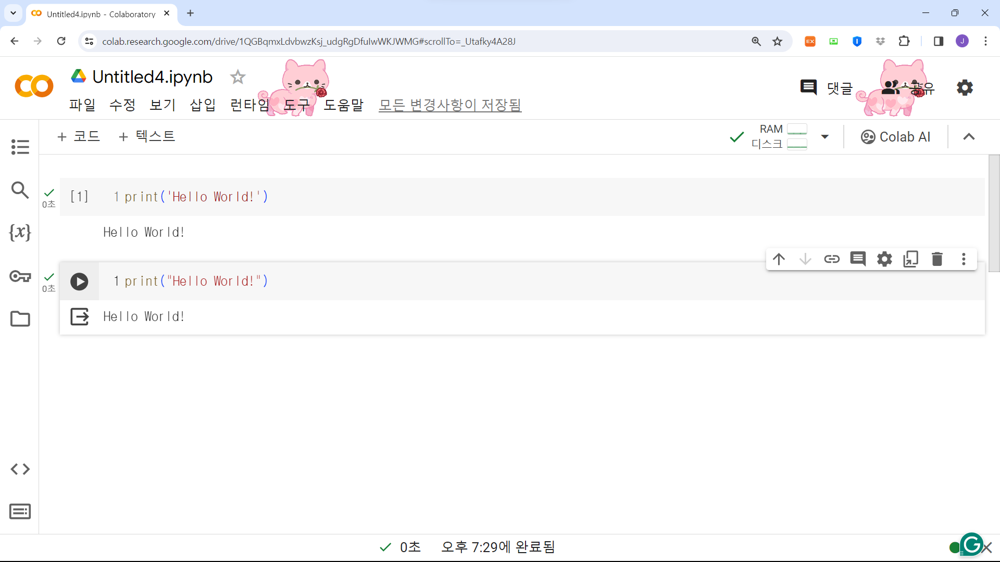 Untitled4.ipynb - Colaboratory
colab.research.google.com/drive/1QGBqmxLdvbwzKsj_udgRgDfuIwWKJWMG#scrollTo=_Utafky4A28J
EX
J
Untitled4.ipynb
댓글 공유
파일 수정 보기 삽입 런타임 도구 도움말 모든 변경사항이 저장됨
+ 코드 + 텍스트
RAM
디스크
Colab AI
[1] 1 print('Hello World!')
0초
Hello World!
1 print("Hello World!")
0초
Hello World!
{x}
0초 오후 7:29에 완료됨
G